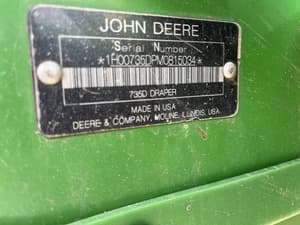 JOHN DEERE
Serial Number
*1H00735DPM0815034*
735D DRAPER
MADE IN USA
DEERE & COMPANY, MOLINE, ILLINOIS, USA